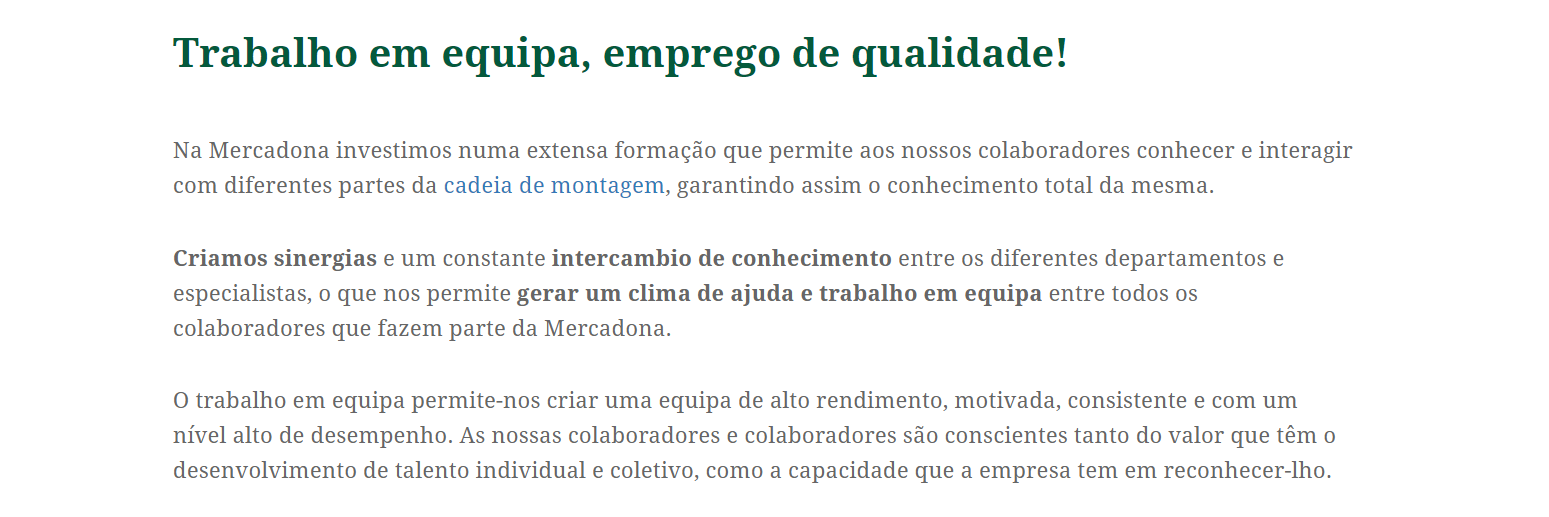 Trabalho em equipa, emprego de qualidade!
Na Mercadona investimos numa extensa formação que permite aos nossos colaboradores conhecer e interagir
com diferentes partes da cadeia de montagem, garantindo assim o conhecimento total da mesma.
Criamos sinergias e um constante intercambio de conhecimento entre os diferentes departamentos e
especialistas, o que nos permite gerar um clima de ajuda e trabalho em equipa entre todos os
colaboradores que fazem parte da Mercadona.
O trabalho em equipa permite-nos criar uma equipa de alto rendimento, motivada, consistente e com um
nível alto de desempenho. As nossas colaboradores e colaboradores são conscientes tanto do valor que têm o
desenvolvimento de talento individual e coletivo, como a capacidade que a empresa tem em reconhecer-lho.